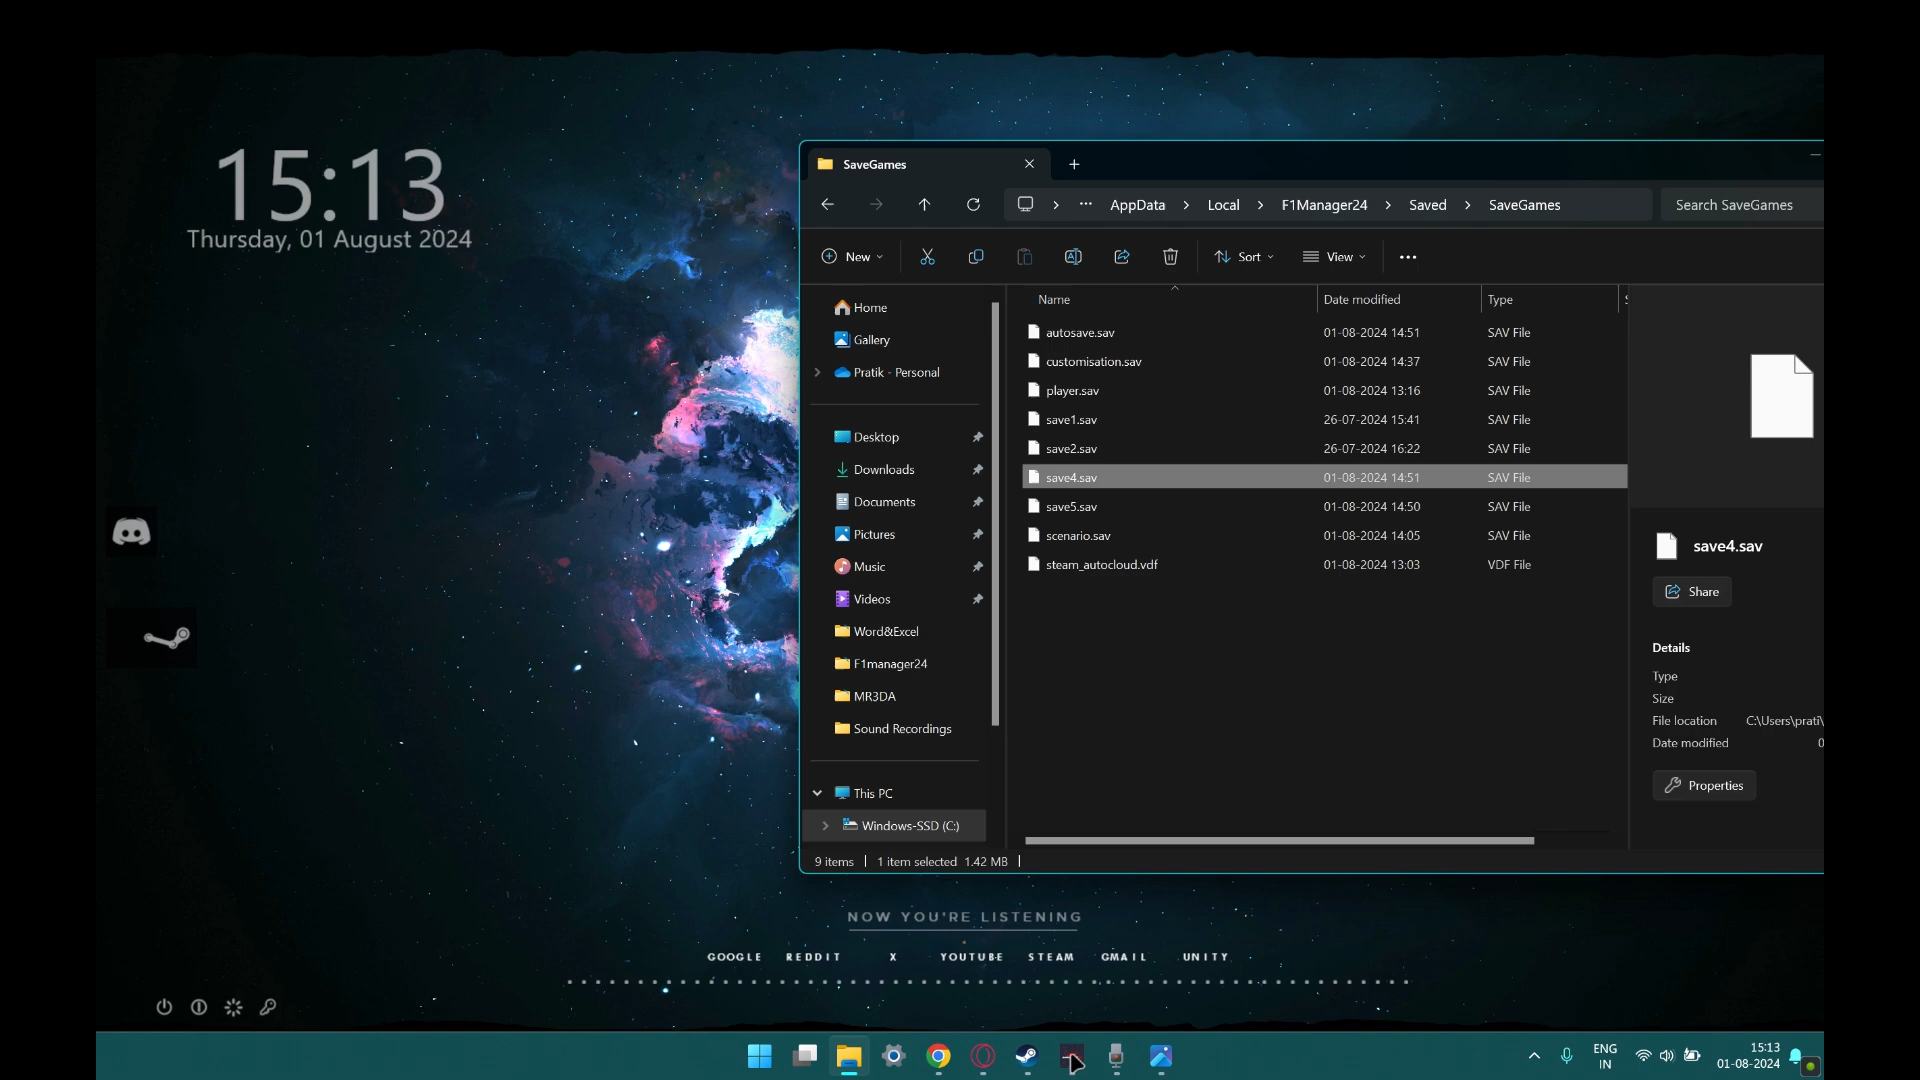 15:13
Thursday, 01 August 2024
SaveGames
AppData Local F1Manager24 Saved SaveGames
Search SaveGames
New Sort View
Name Date modified Type
autosave.sav 01-08-2024 14:51 SAV File
customisation.sav 01-08-2024 14:37 SAV File
player.sav 01-08-2024 13:16 SAV File
save1.sav 26-07-2024 15:41 SAV File
save2.sav 26-07-2024 16:22 SAV File
save4.sav 01-08-2024 14:51 SAV File
save5.sav 01-08-2024 14:50 SAV File
scenario.sav 01-08-2024 14:05 SAV File
steam_autocloud.vdf 01-08-2024 13:03 VDF File
Home
Gallery
Pratik - Personal
Desktop
Downloads
Documents
Pictures
Music
Videos
Word&Excel
F1manager24
MR3DA
Sound Recordings
This PC
Windows-SSD (C:)
save4.sav
Share
Details
Type
Size
File location C:\Users\prati\
Date modified 0
Properties
9 items 1 item selected 1.42 MB
NOW YOU'RE LISTENING
GOOGLE REDDIT X YOUTUBE STEAM GMAIL UNITY
ENG
IN
15:13
01-08-2024